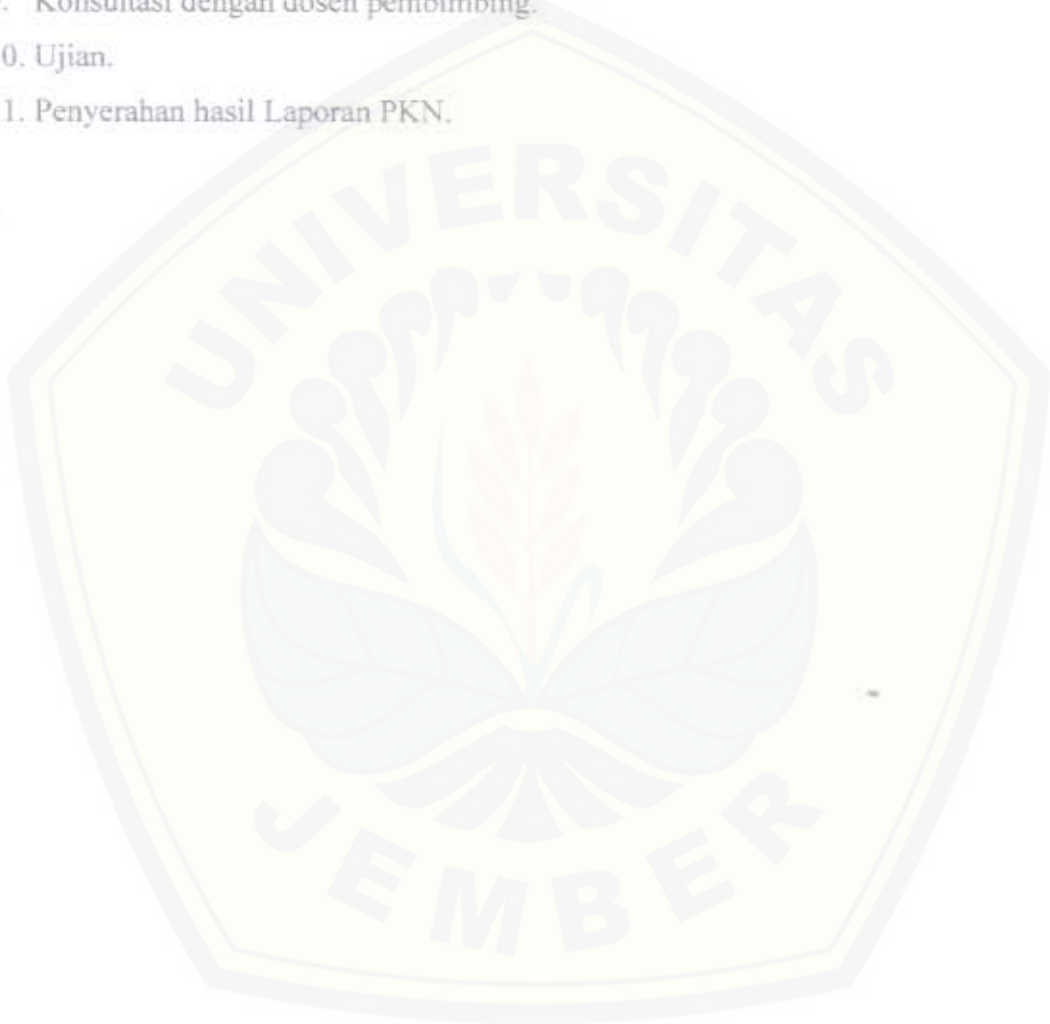 . Konsultasi dengan dosen pembimbing.
0. Ujian.
1. Penyerahan hasil Laporan PKN.
UNIVERSITAS
JEMBER